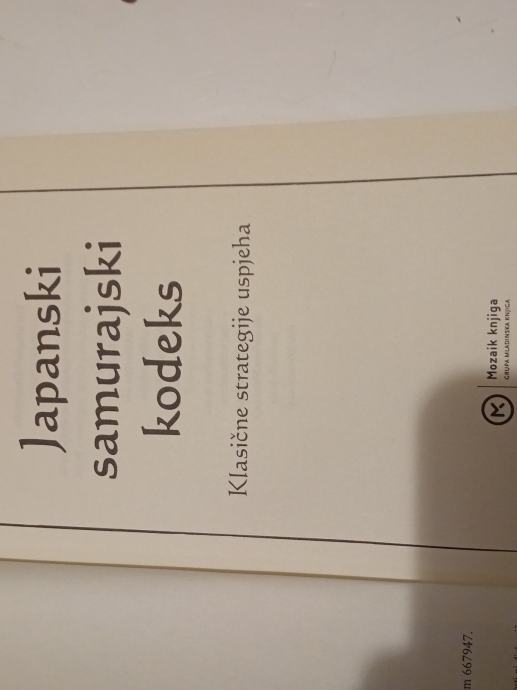 Japanski
samurajski
kodeks
Klasične strategije uspjeha
Mozaik knjiga
GRUPA MLADINSKA KNJIGA
m 667947.